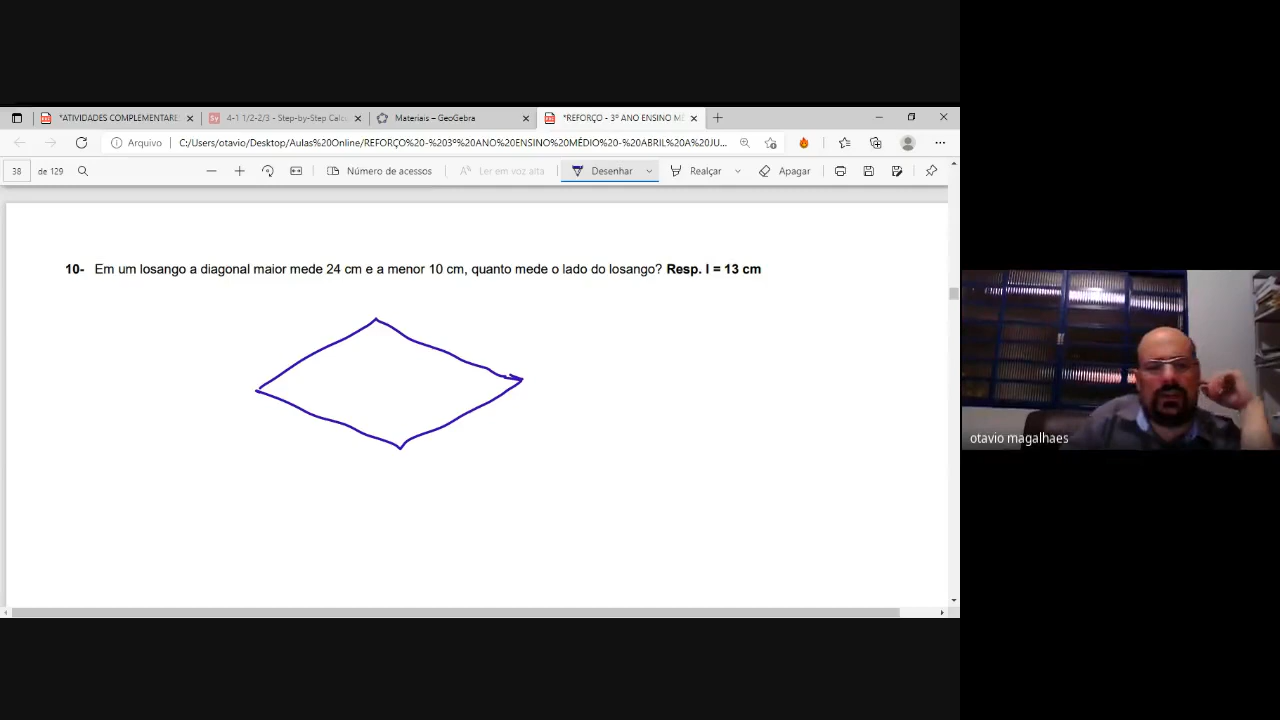 *ATIVIDADES COMPLEMENTARE
4-1 1/2-2/3 - Step-by-Step Calcu
Materiais – GeoGebra
*REFORÇO - 3º ANO ENSINO MÉ
Arquivo
C:/Users/otavio/Desktop/Aulas%20Online/REFORÇO%20-%203º%20ANO%20ENSINO%20MÉDIO%20-%20ABRIL%20A%20JU...
38
de 129
Número de acessos
Ler em voz alta
Desenhar
Realçar
Apagar
10- Em um losango a diagonal maior mede 24 cm e a menor 10 cm, quanto mede o lado do losango? Resp. l = 13 cm
otavio magalhaes